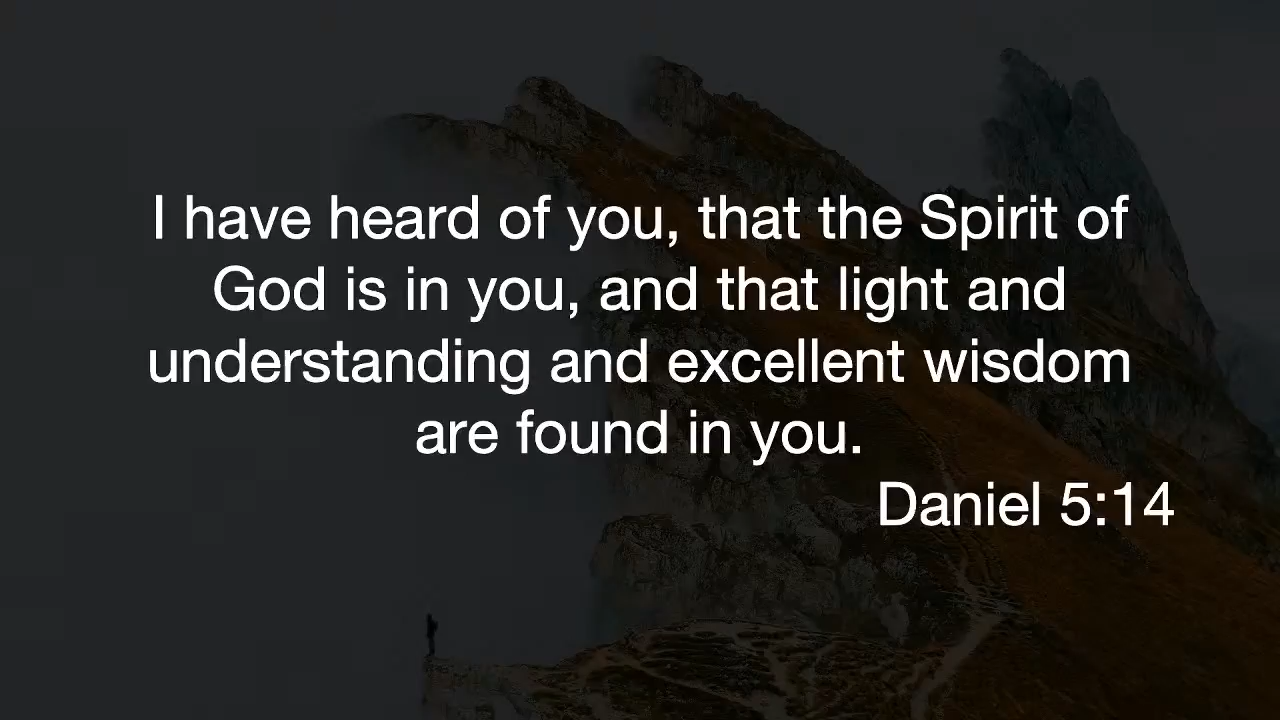 I have heard of you, that the Spirit of
God is in you, and that light and
understanding and excellent wisdom
are found in you.
Daniel 5:14